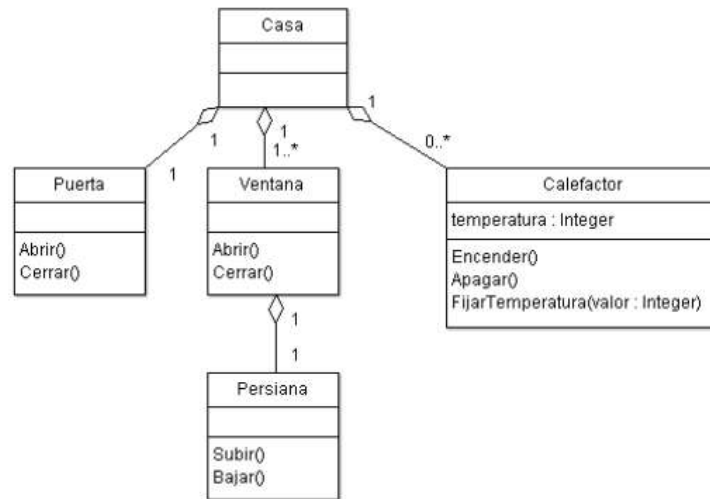 Casa
1
1
1
1
1..*
0..*
Puerta
Abrir()
Cerrar()
Ventana
Abrir()
Cerrar()
Calefactor
temperatura : Integer
Encender()
Apagar()
FijarTemperatura(valor : Integer)
1
1
Persiana
Subir()
Bajar()